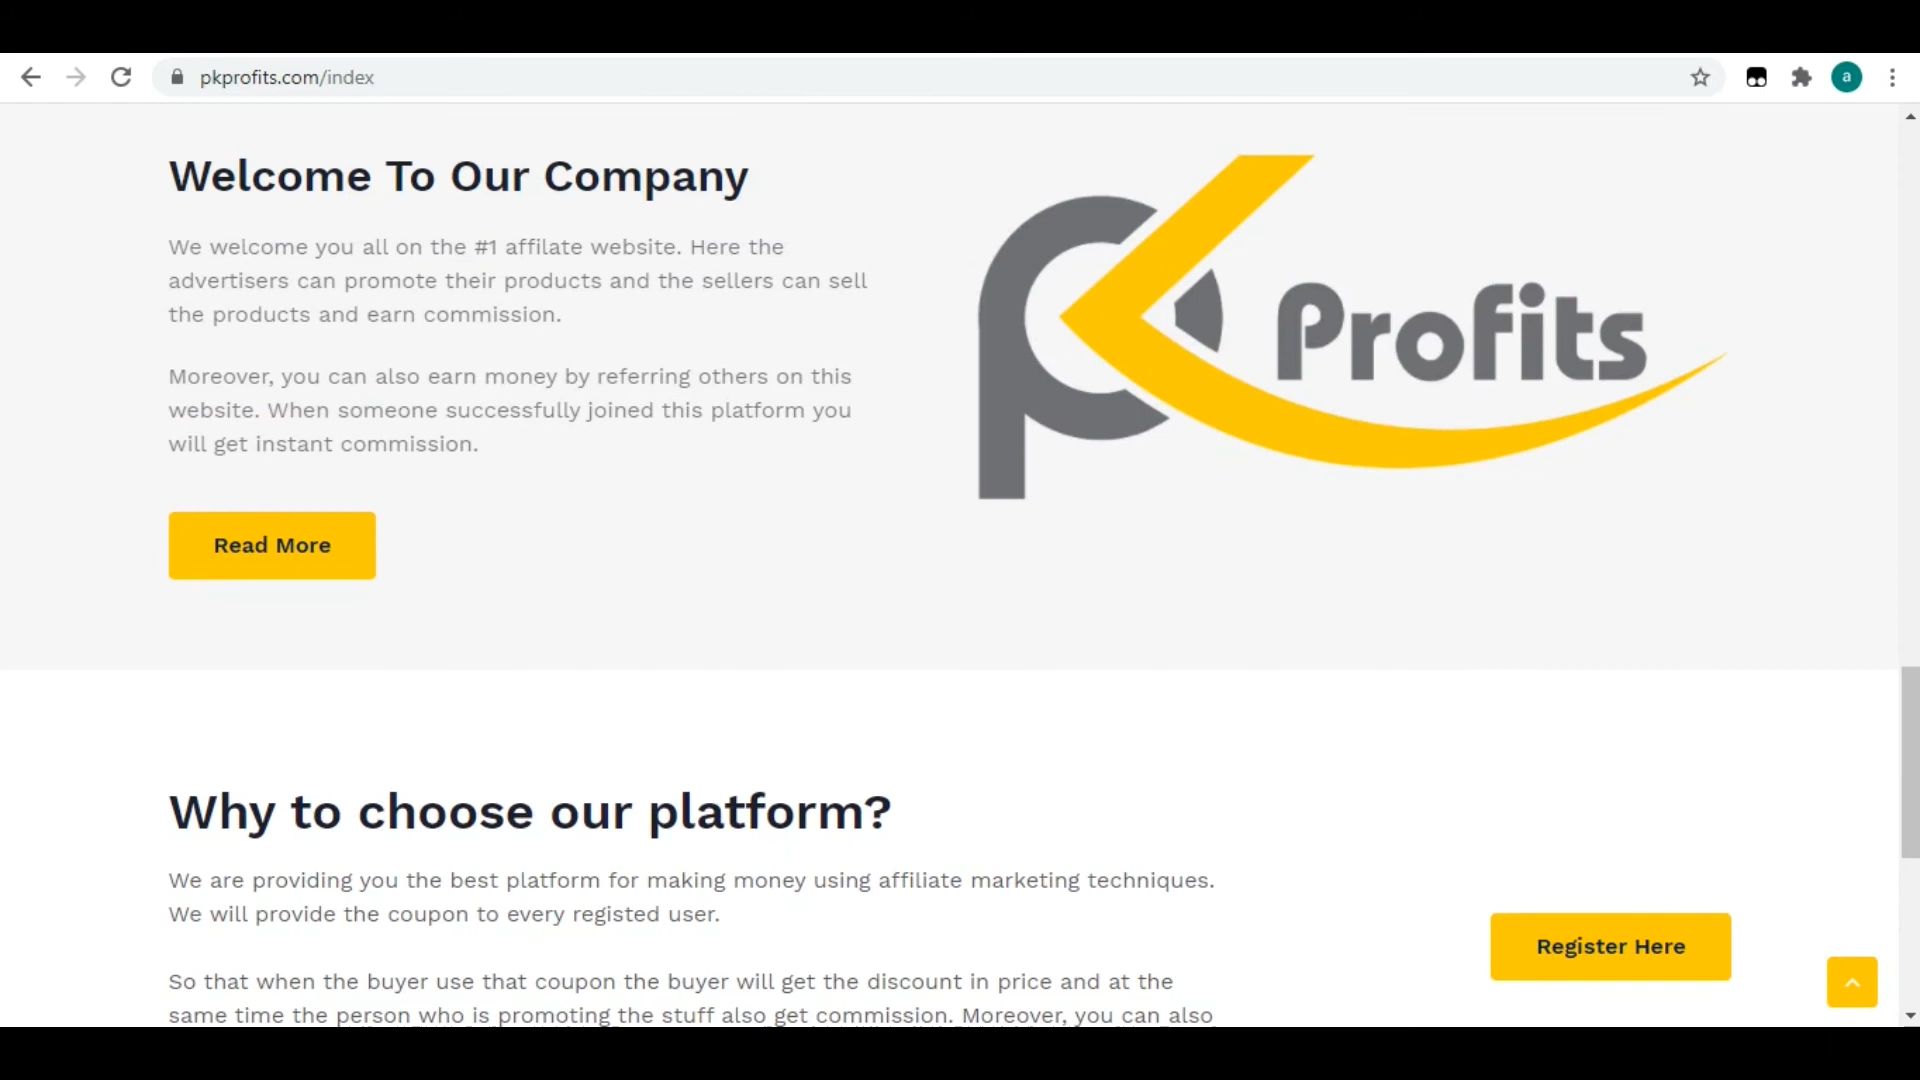 pkprofits.com/index
a
Welcome To Our Company
We welcome you all on the #1 affilate website. Here the
advertisers can promote their products and the sellers can sell
the products and earn commission.
Moreover, you can also earn money by referring others on this
website. When someone successfully joined this platform you
will get instant commission.
Read More
PK Profits
Why to choose our platform?
We are providing you the best platform for making money using affiliate marketing techniques.
We will provide the coupon to every registed user.
Register Here
So that when the buyer use that coupon the buyer will get the discount in price and at the
same time the person who is promoting the stuff also get commission. Moreover, you can also